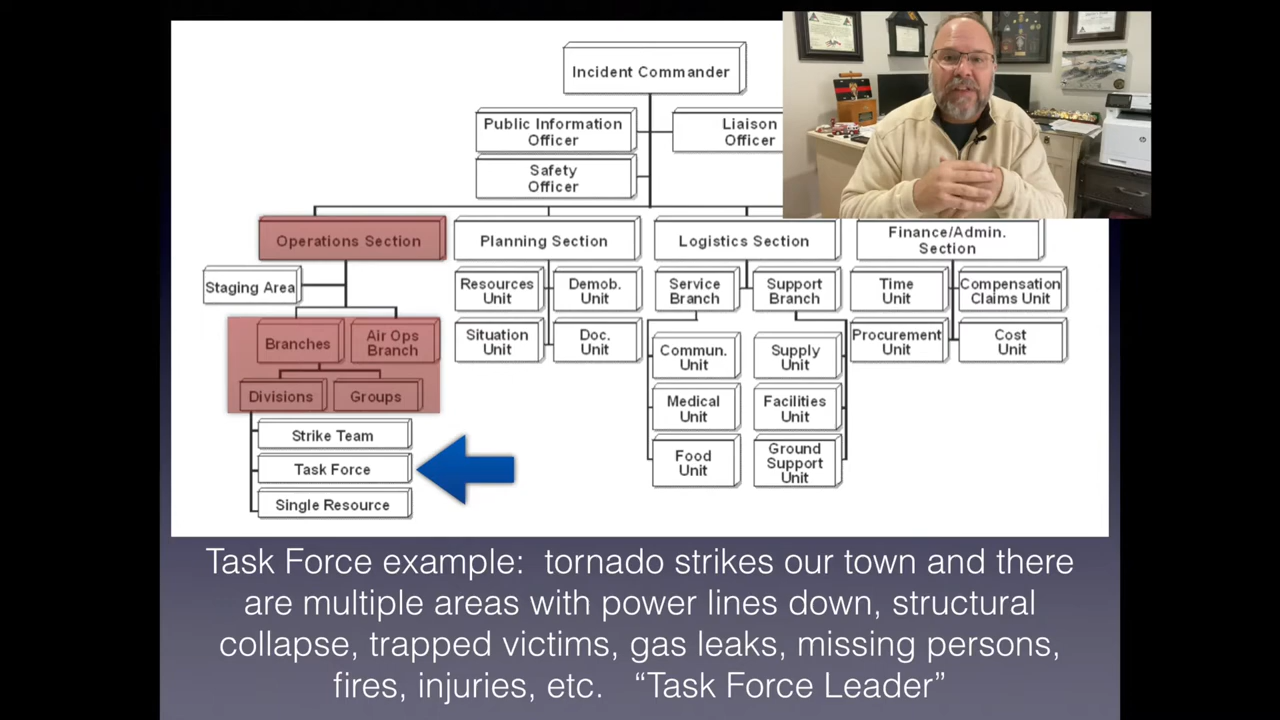 Incident Commander
Public Information
Officer
Liaison
Officer
Safety
Officer
Operations Section
Planning Section
Logistics Section
Finance/Admin.
Section
Staging Area
Branches
Air Ops
Branch
Divisions
Groups
Strike Team
Task Force
Single Resource
Resources
Unit
Demob.
Unit
Situation
Unit
Doc.
Unit
Service
Branch
Support
Branch
Commun.
Unit
Supply
Unit
Medical
Unit
Facilities
Unit
Food
Unit
Ground
Support
Unit
Time
Unit
Compensation
Claims Unit
Procurement
Unit
Cost
Unit
Task Force example:  tornado strikes our town and there
are multiple areas with power lines down, structural
collapse, trapped victims, gas leaks, missing persons,
fires, injuries, etc.   “Task Force Leader”